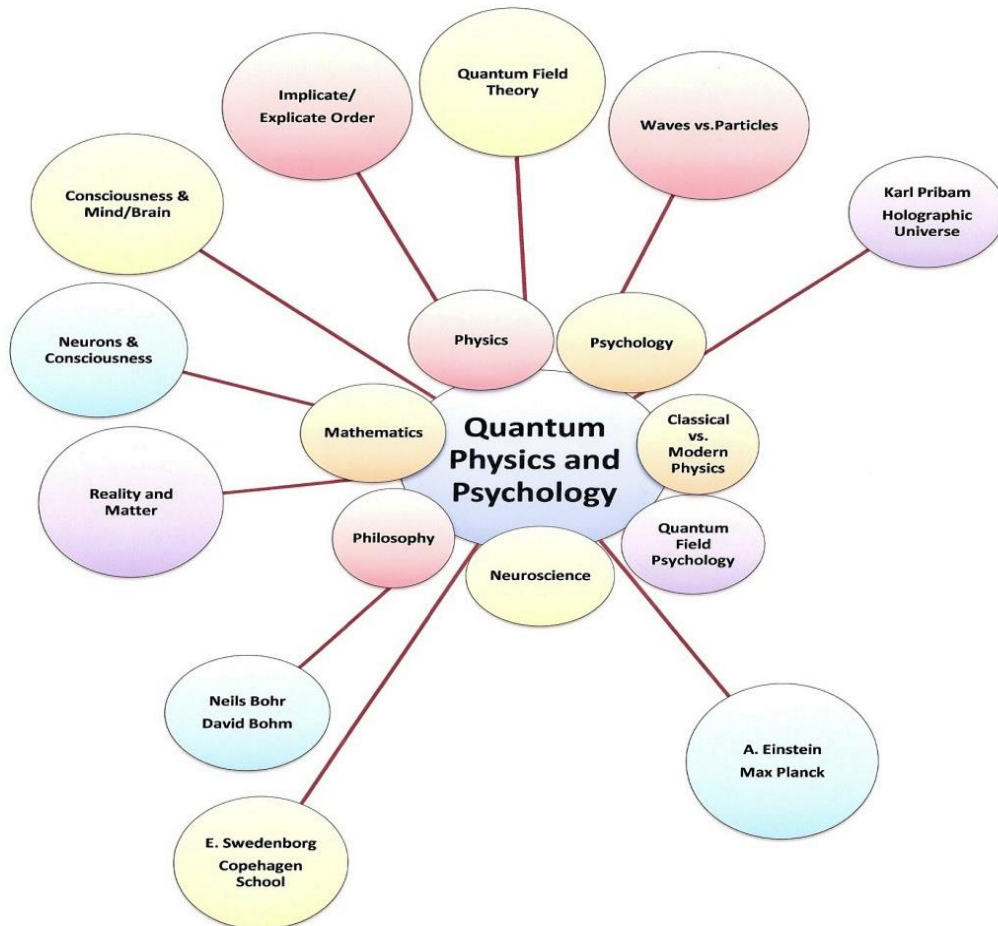 Quantum Field
Theory
Implicate/
Explicate Order
Waves vs.Particles
Consciousness &
Mind/Brain
Karl Pribam
Holographic
Universe
Physics
Psychology
Neurons &
Consciousness
Mathematics
Quantum
Physics and
Psychology
Classical
vs.
Modern
Physics
Reality and
Matter
Philosophy
Quantum
Field
Psychology
Neuroscience
Neils Bohr
David Bohm
A. Einstein
Max Planck
E. Swedenborg
Copehagen
School